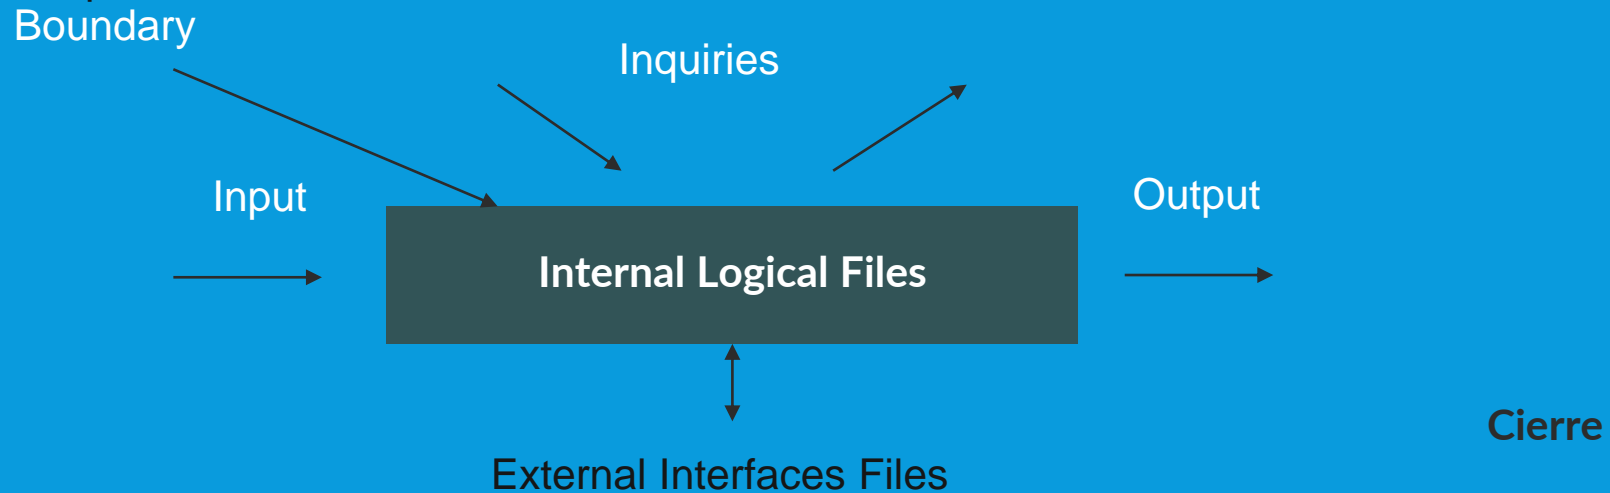 Boundary
Inquiries
Input
Output
Internal Logical Files
Cierre
External Interfaces Files